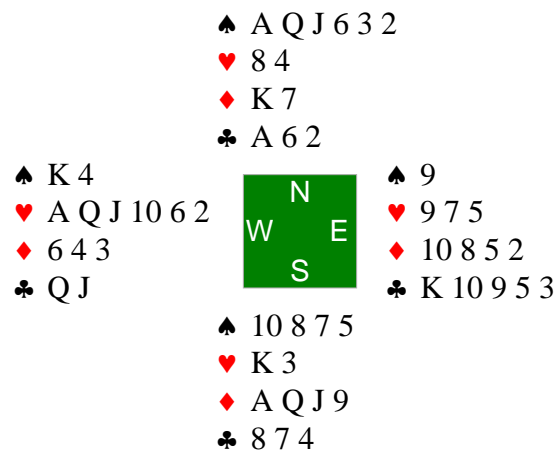 ♠ A Q J 6 3 2
♥ 8 4
♦ K 7
♣ A 6 2
♠ K 4
♥ A Q J 10 6 2
♦ 6 4 3
♣ Q J
N
W E
S
♠ 9
♥ 9 7 5
♦ 10 8 5 2
♣ K 10 9 5 3
♠ 10 8 7 5
♥ K 3
♦ A Q J 9
♣ 8 7 4